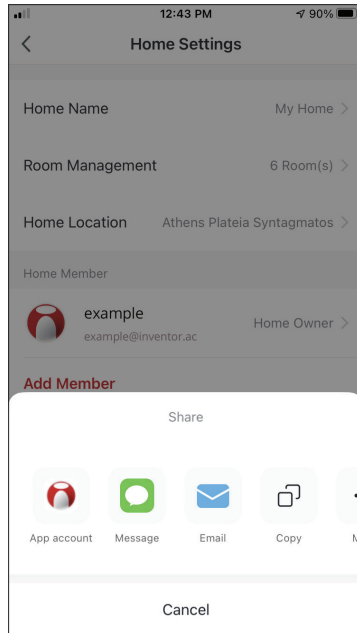 12:43 PM 90%
Home Settings
Home Name My Home
Room Management 6 Room(s)
Home Location Athens Plateia Syntagmatos
Home Member
example
example@inventor.ac
Home Owner
Add Member
Share
App account Message Email Copy
Cancel